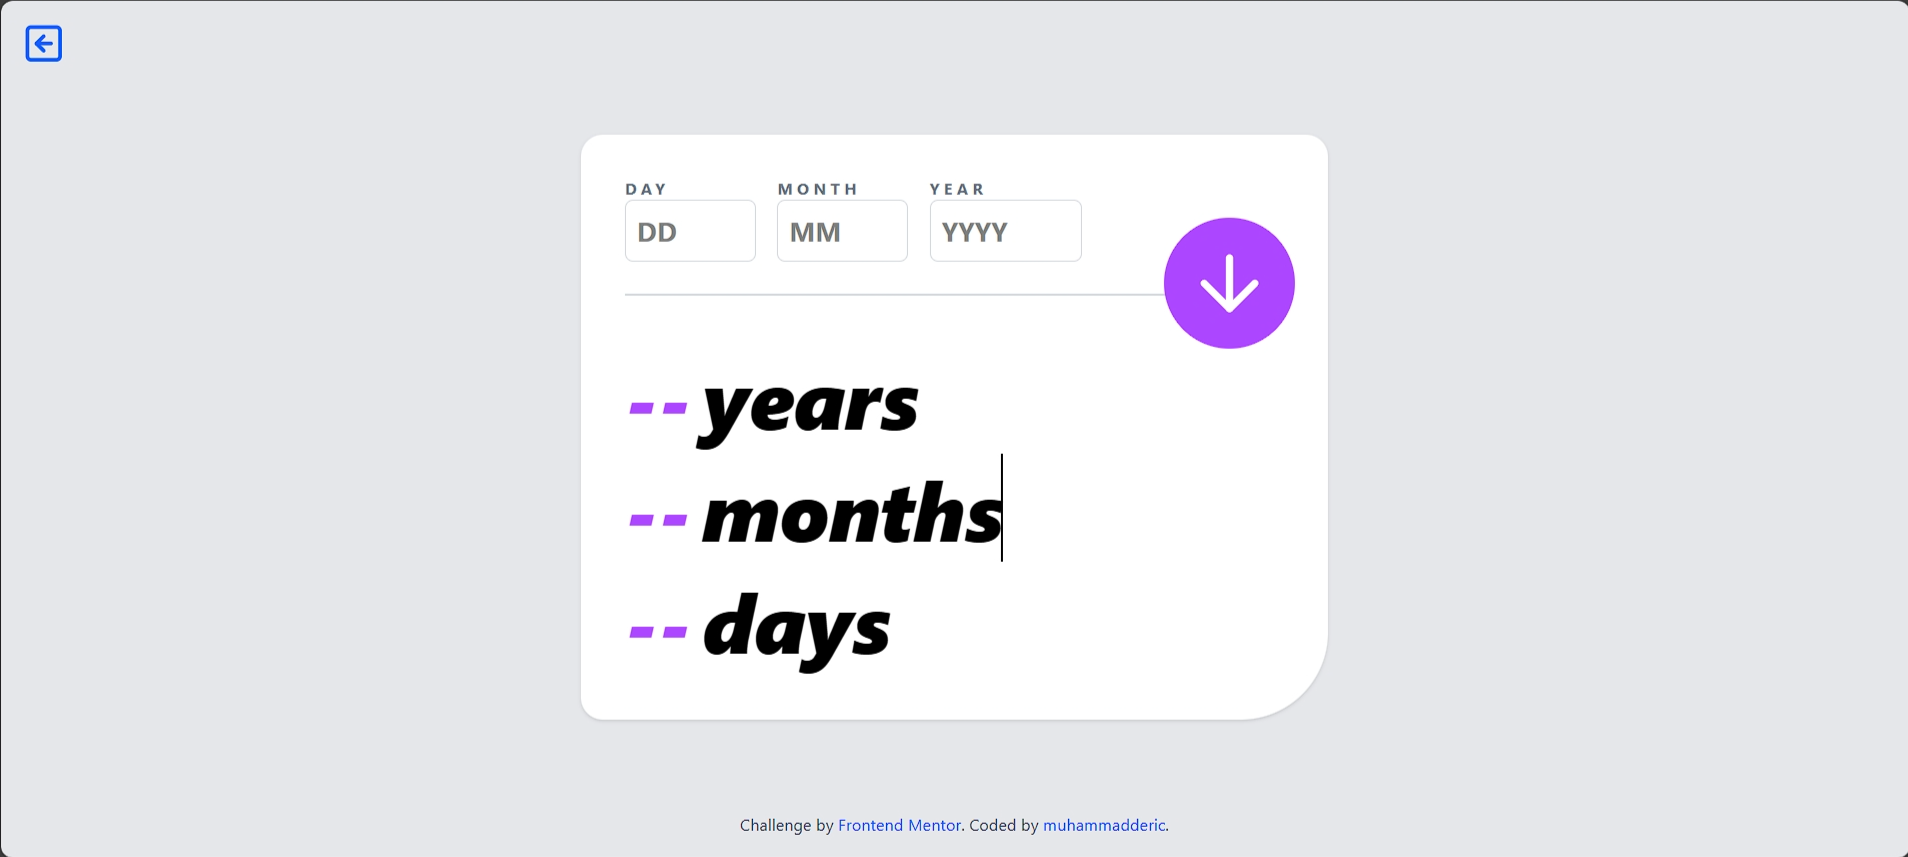 DAY MONTH YEAR
DD MM YYYY
-- years
-- months
-- days
Challenge by Frontend Mentor. Coded by muhammadderic.